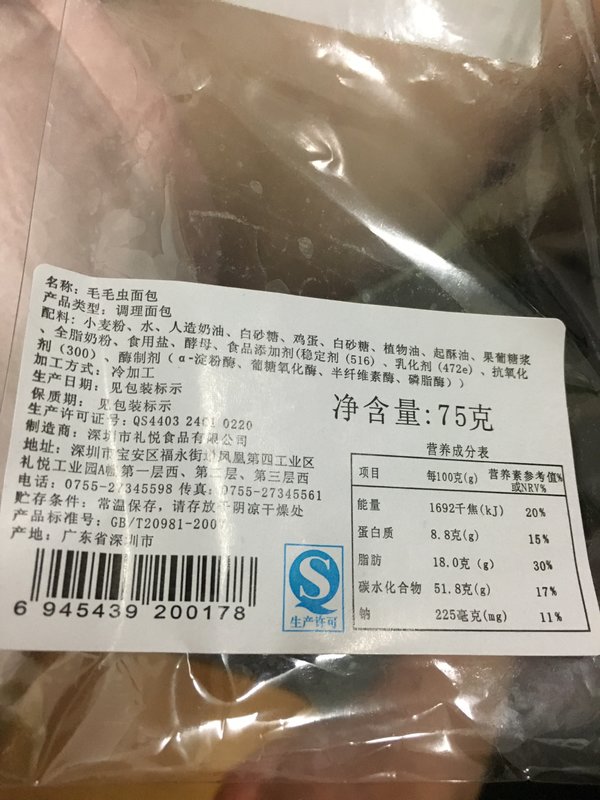 名称：毛毛虫面包
产品类型：调理面包
配料：小麦粉、水、人造奶油、白砂糖、鸡蛋、白砂糖、植物油、起酥油、果葡糖浆
、全脂奶粉、食用盐、酵母、食品添加剂(稳定剂（516）、乳化剂（472e）、抗氧化
剂（300）、酶制剂（α-淀粉酶、葡糖氧化酶、半纤维素酶、磷脂酶））
加工方式：冷加工
生产日期：见包装标示
保质期：见包装标示
净含量:75克
生产许可证号：QS4403 2401 0220
制造商：深圳市礼悦食品有限公司
地址：深圳市宝安区福永街道凤凰第四工业区
礼悦工业园A幢第一层西、第二层、第三层西
电话：0755-27345598 传真：0755-27345561
贮存条件：常温保存，请存放于阴凉干燥处
产品标准号：GB/T20981-2007
产地：广东省深圳市
6 945439 200178
生产许可
营养成分表
项目 每100克(g) 营养素参考值%或NRV%
能量 1692千焦(kJ) 20%
蛋白质 8.8克(g) 15%
脂肪 18.0克（g） 30%
碳水化合物 51.8克(g) 17%
钠 225毫克(mg) 11%